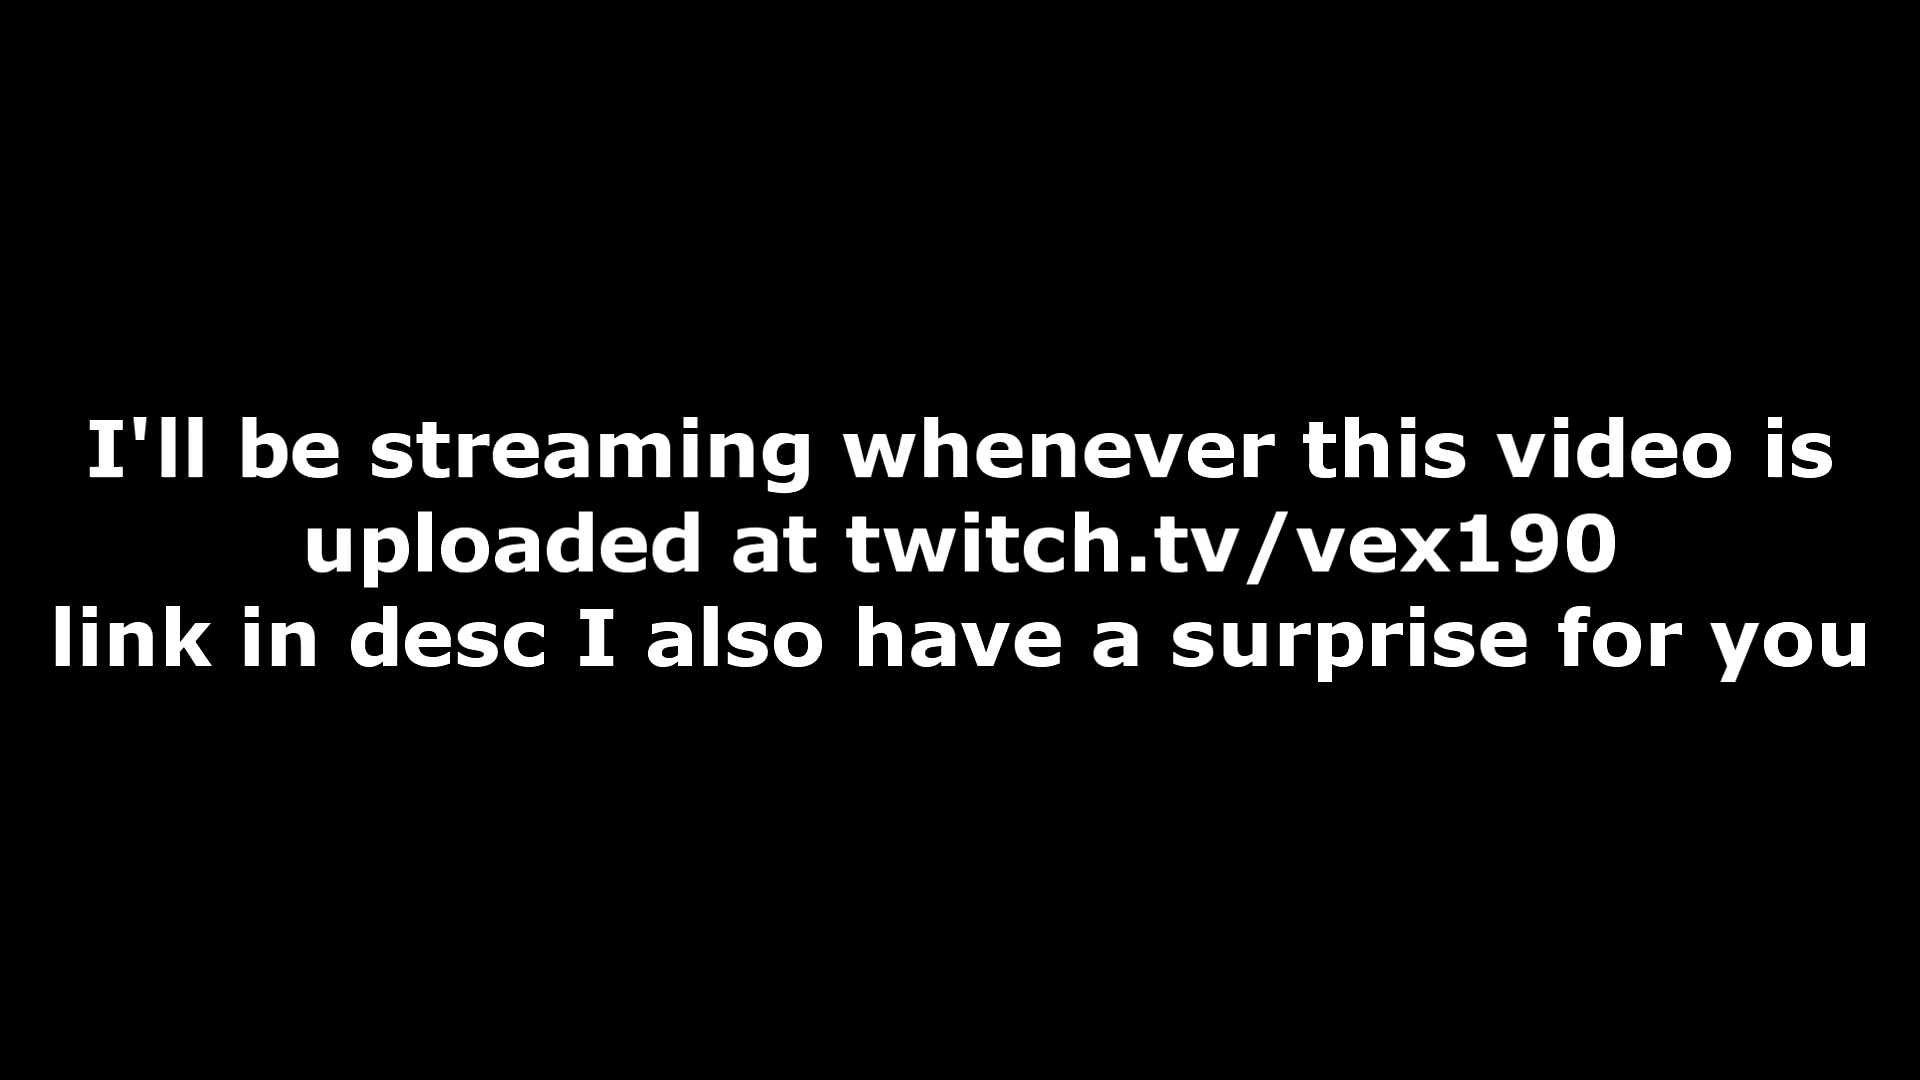 I'll be streaming whenever this video is
uploaded at twitch.tv/vex190
link in desc I also have a surprise for you